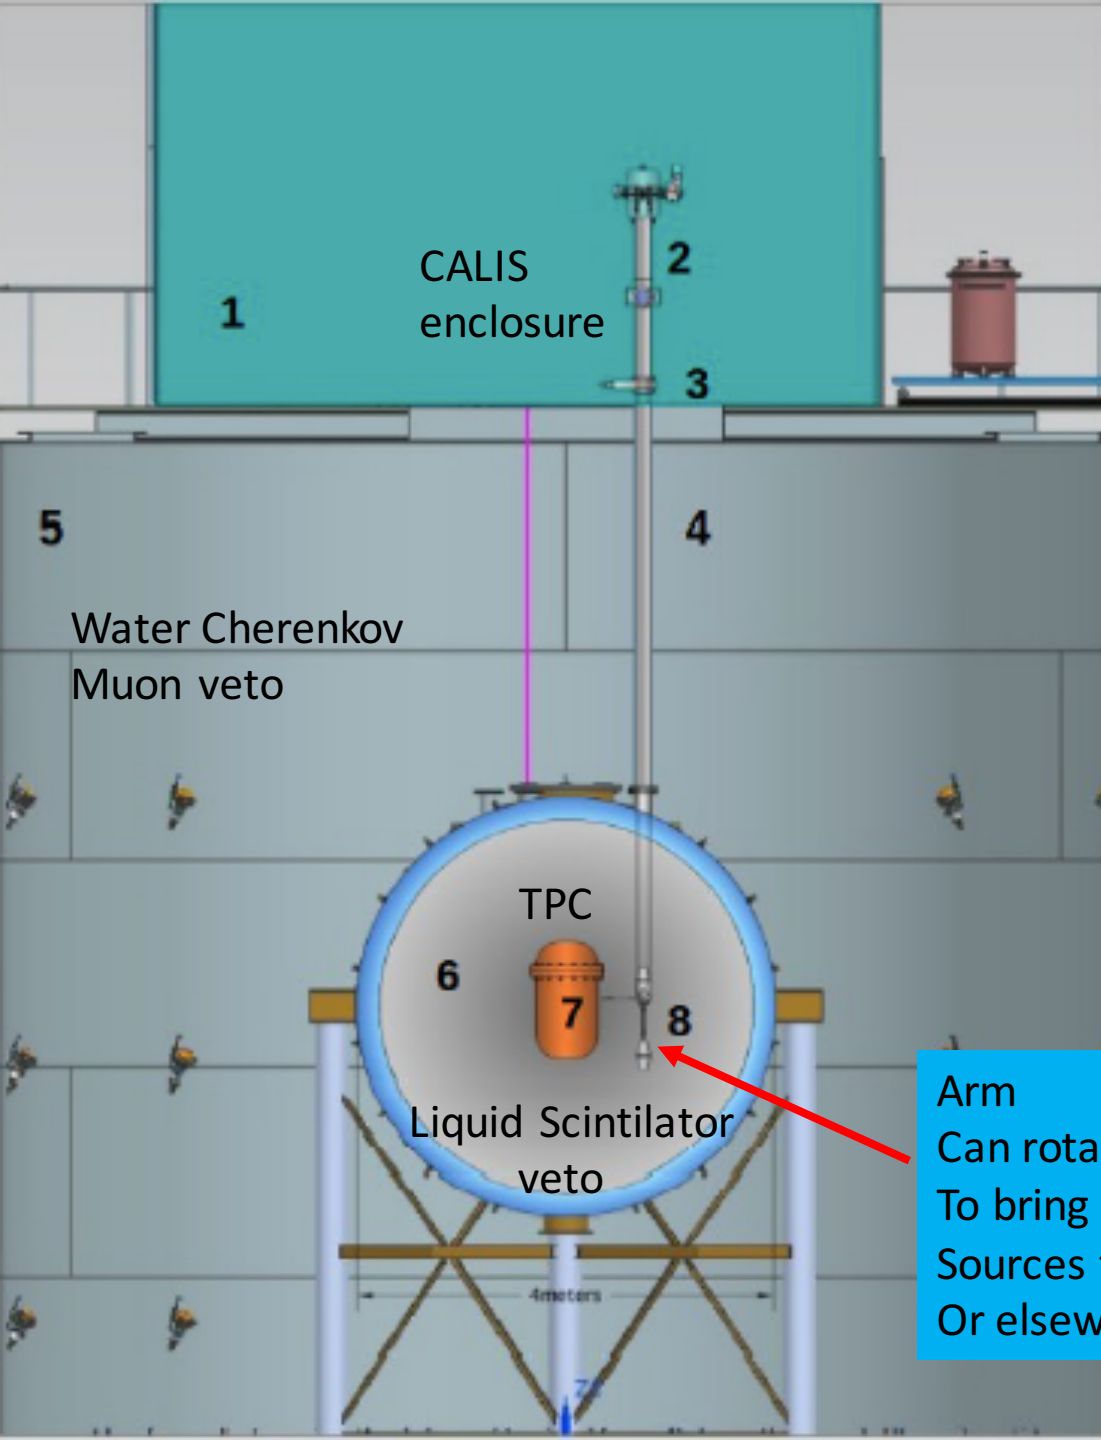 CALIS
enclosure
1
2
3
5
4
Water Cherenkov
Muon veto
TPC
6
7
8
Liquid Scintilator
veto
Arm
Can rota
To bring
Sources
Or elsew
4meters